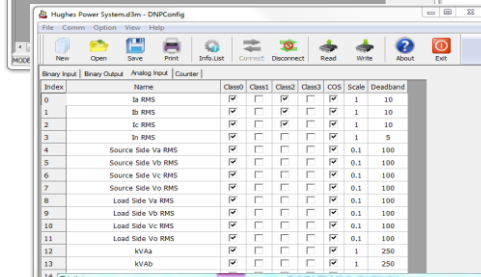 Hughes Power System.d3m - DNPConfig
File Comm Option View Help
New Open Save Print Info.List Connect Disconnect Read Write About Exit
MODE
Binary Input Binary Output Analog Input Counter
Index Name Class0 Class1 Class2 Class3 COS Scale Deadband
0 Ia RMS 1 10
1 Ib RMS 1 10
2 Ic RMS 1 10
3 In RMS 1 5
4 Source Side Va RMS 0.1 100
5 Source Side Vb RMS 0.1 100
6 Source Side Vc RMS 0.1 100
7 Source Side Vo RMS 0.1 100
8 Load Side Va RMS 0.1 100
9 Load Side Vb RMS 0.1 100
10 Load Side Vc RMS 0.1 100
11 Load Side Vo RMS 0.1 100
12 kVAa 1 250
13 kVAb 1 250
14